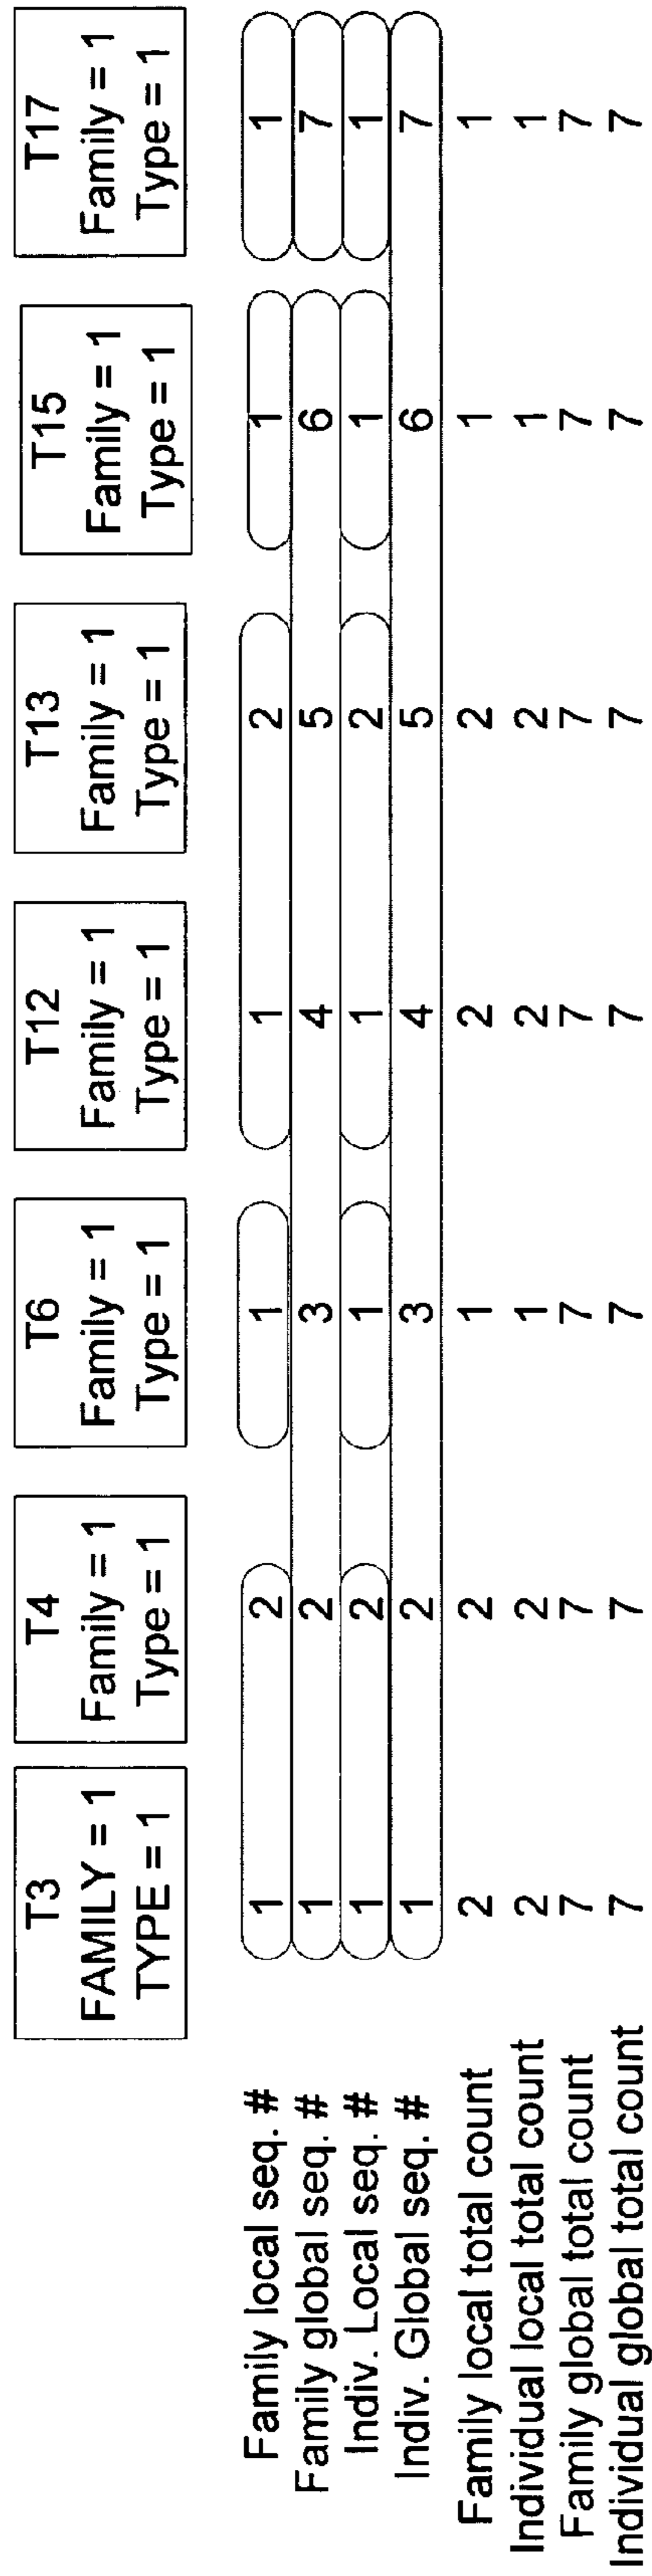 T3
FAMILY = 1
TYPE = 1
T4
Family = 1
Type = 1
T6
Family = 1
Type = 1
T12
Family = 1
Type = 1
T13
Family = 1
Type = 1
T15
Family = 1
Type = 1
T17
Family = 1
Type = 1
Family local seq. # 1 2 1 1 2 1 1
Family global seq. # 1 2 3 4 5 6 7
Indiv. Local seq. # 1 2 1 1 2 1 1
Indiv. Global seq. # 1 2 3 4 5 6 7
Family local total count 2 2 1 2 2 1 1
Individual local total count 2 2 1 2 2 1 1
Family global total count 7 7 7 7 7 7 7
Individual global total count 7 7 7 7 7 7 7